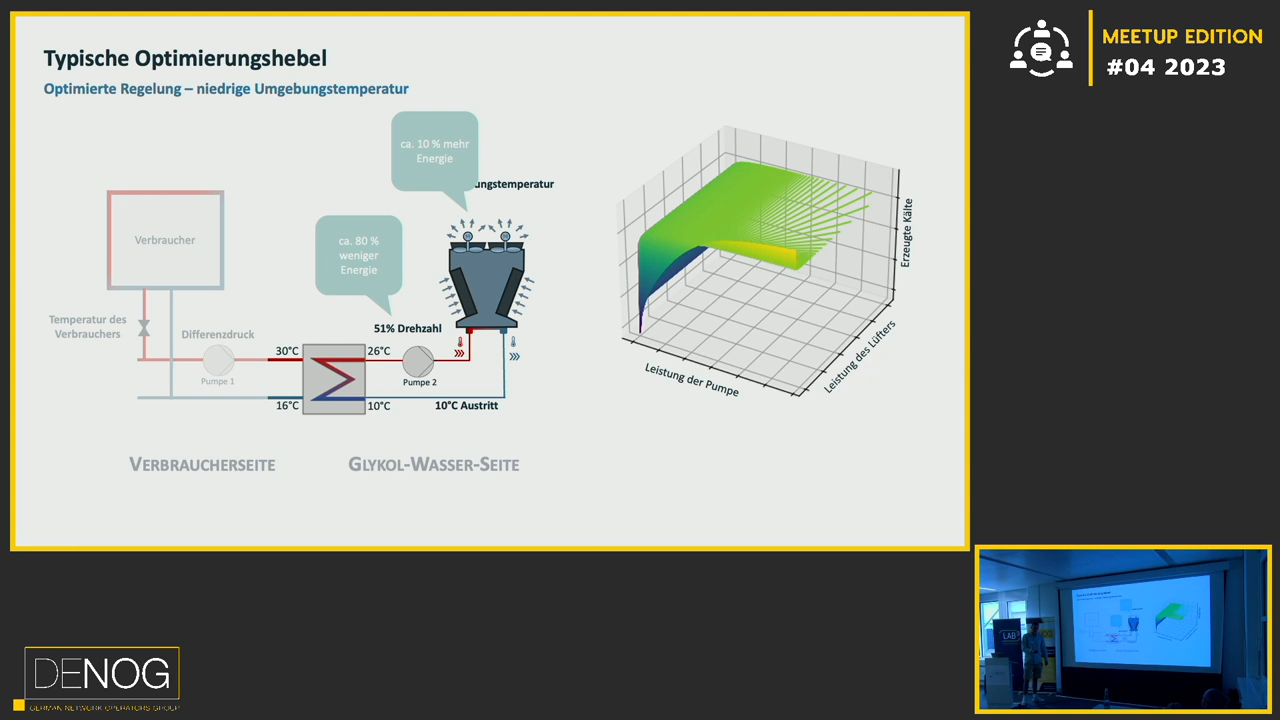 Typische Optimierungshebel
Optimierte Regelung – niedrige Umgebungstemperatur
MEETUP EDITION
#04 2023
ca. 10 % mehr
Energie
ungstemperatur
ca. 80 %
weniger
Energie
Verbraucher
Temperatur des
Verbrauchers
Differenzdruck
51% Drehzahl
30°C
26°C
Pumpe 1
Pumpe 2
16°C
10°C
10°C Austritt
VERBRAUCHERSEITE
GLYKOL-WASSER-SEITE
Erzeugte Kälte
Leistung der Pumpe
Leistung des Lüfters
LAB
DENOG
GERMAN NETWORK OPERATORS GROUP